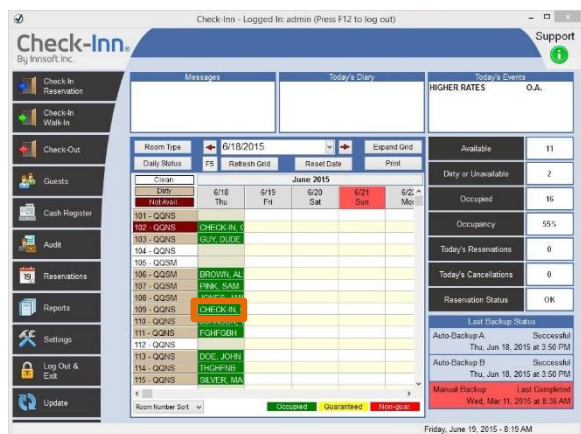 Check-Inn - Logged In: admin (Press F12 to log out)
Check-Inn®
By Innsoft Inc.
Support
Check-In
Reservation
Check-In
Walk-In
Check-Out
Guests
Cash Register
Audit
19
Reservations
Reports
Settings
Log Out &
Exit
Update
Messages
Today's Diary
Today's Events
HIGHER RATES O.A.
Room Type 6/18/2015 Expand Grid
Daily Status F5 Refresh Grid Reset Date Print
Clean June 2015
Dirty
Not Avail.
6/18 6/19 6/20 6/21 6/2
Thu Fri Sat Sun Mo
101 - QQNS
102 - QQNS CHECK-IN,
103 - QQNS GUY, DUDE
104 - QQNS
105 - QQSM
106 - QQSM BROWN, AL
107 - QQSM PINK, SAM
108 - QQSM JONES, JAM
109 - QQNS CHECK-IN,
110 - QQNS
111 - QQNS FGHFGBH
112 - QQNS
113 - QQNS DOE, JOHN
114 - QQNS THGHFNB
115 - QQNS SILVER, MA
Room Number Sort Occupied Guaranteed Non-guar.
Available 11
Dirty or Unavailable 2
Occupied 16
Occupancy 55%
Today's Reservations 0
Today's Cancellations 0
Reservation Status OK
Last Backup Status
Auto-Backup A Successful
Thu, Jun 18, 2015 at 3:50 PM
Auto-Backup B Successful
Thu, Jun 18, 2015 at 3:50 PM
Manual Backup Last Completed
Wed, Mar 11, 2015 at 8:36 AM
Friday, June 19, 2015 - 8:19 AM